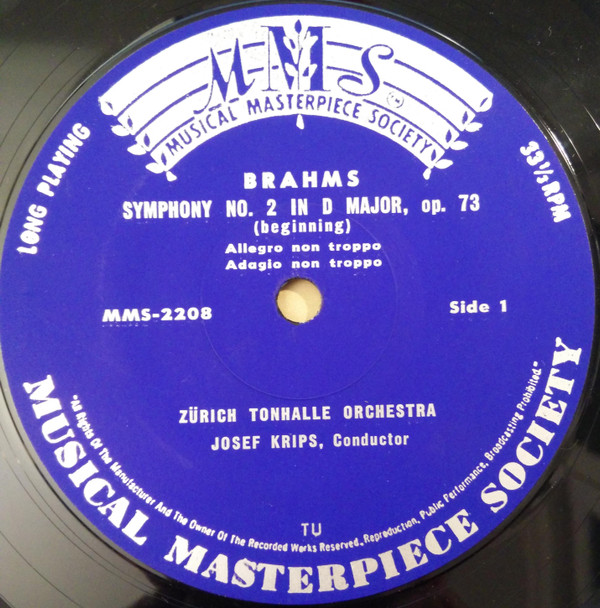 MMS
MUSICAL MASTERPIECE SOCIETY
LONG PLAYING
33⅓ RPM
BRAHMS
SYMPHONY NO. 2 IN D MAJOR, op. 73
(beginning)
Allegro non troppo
Adagio non troppo
MMS-2208
Side 1
ZÜRICH TONHALLE ORCHESTRA
JOSEF KRIPS, Conductor
TU
"All Rights Of The Manufacturer And The Owner Of The Recorded Works Reserved. Reproduction, Public Performance, Broadcasting Prohibited."
MUSICAL MASTERPIECE SOCIETY